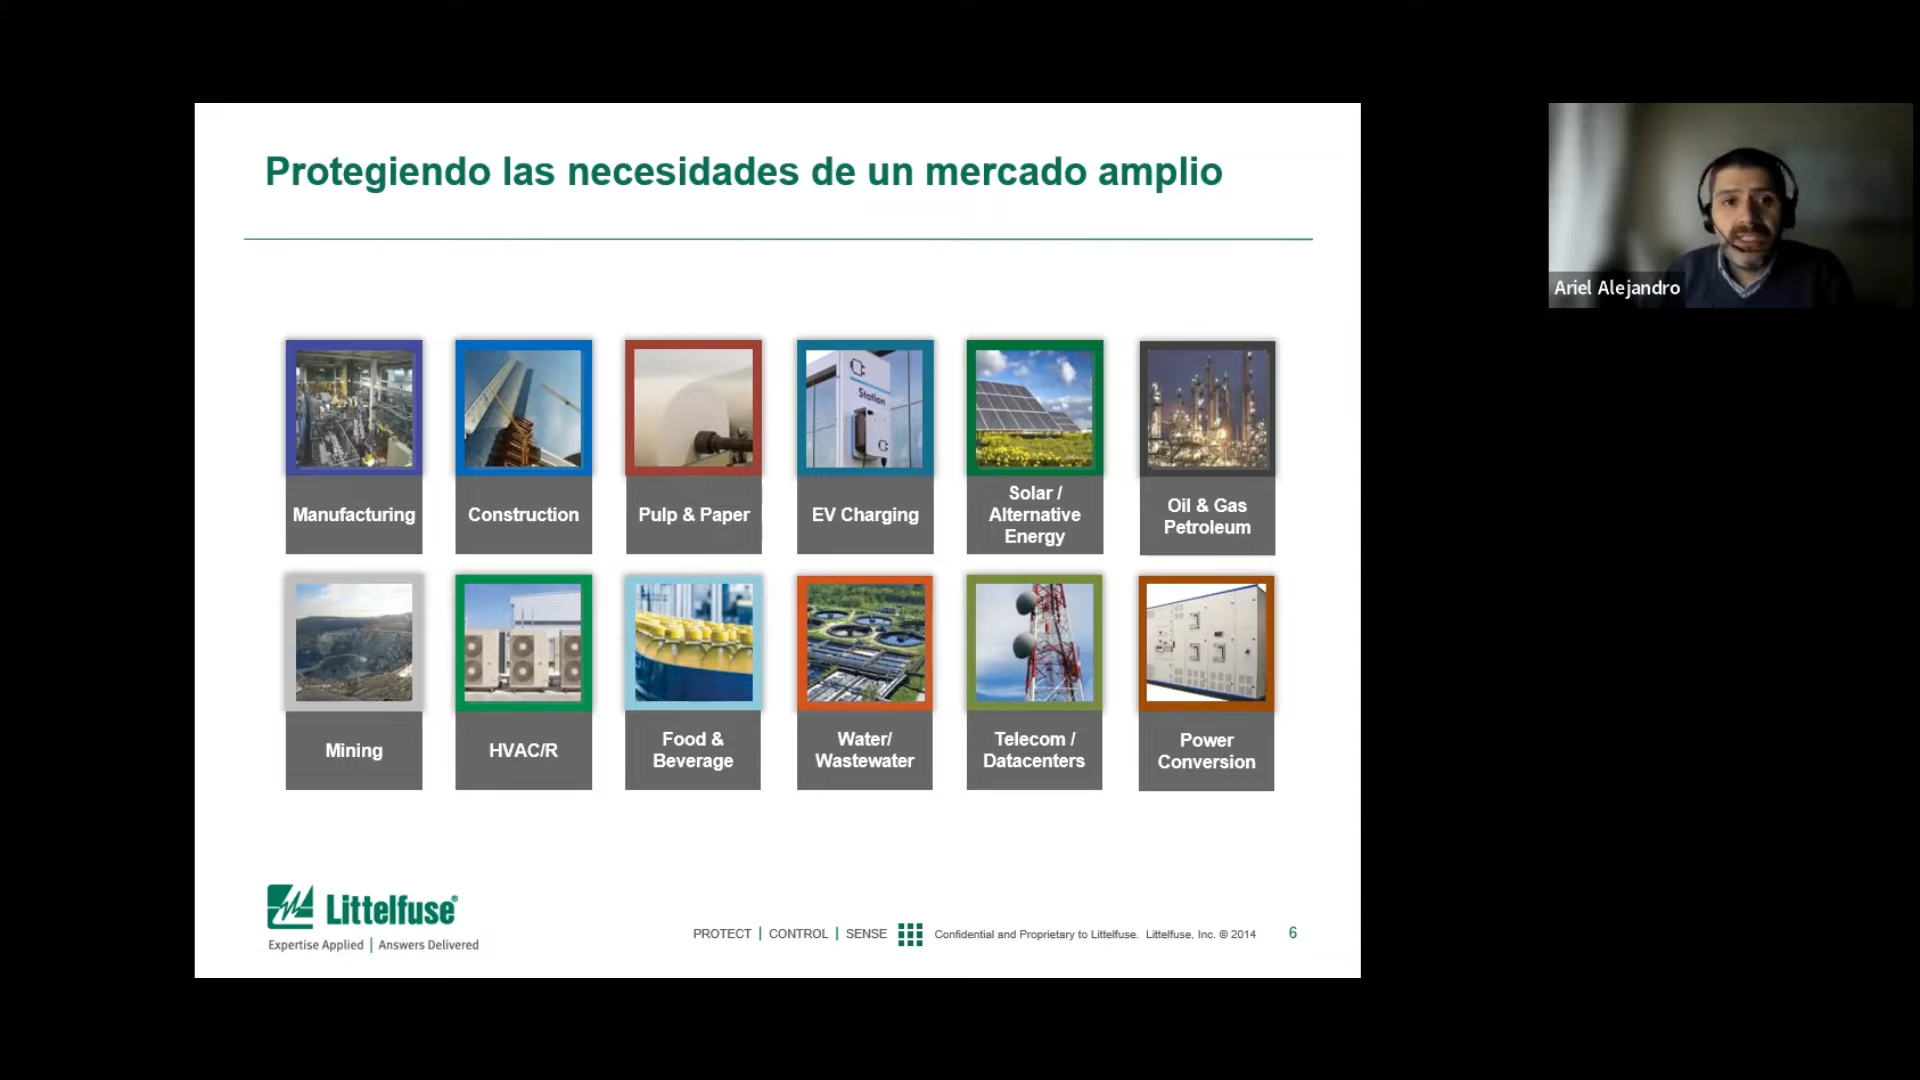 Protegiendo las necesidades de un mercado amplio
Ariel Alejandro
Station
Manufacturing
Construction
Pulp & Paper
EV Charging
Solar /
Alternative
Energy
Oil & Gas
Petroleum
Mining
HVAC/R
Food &
Beverage
Water/
Wastewater
Telecom /
Datacenters
Power
Conversion
Littelfuse®
Expertise Applied | Answers Delivered
PROTECT | CONTROL | SENSE
Confidential and Proprietary to Littelfuse. Littelfuse, Inc. © 2014
6